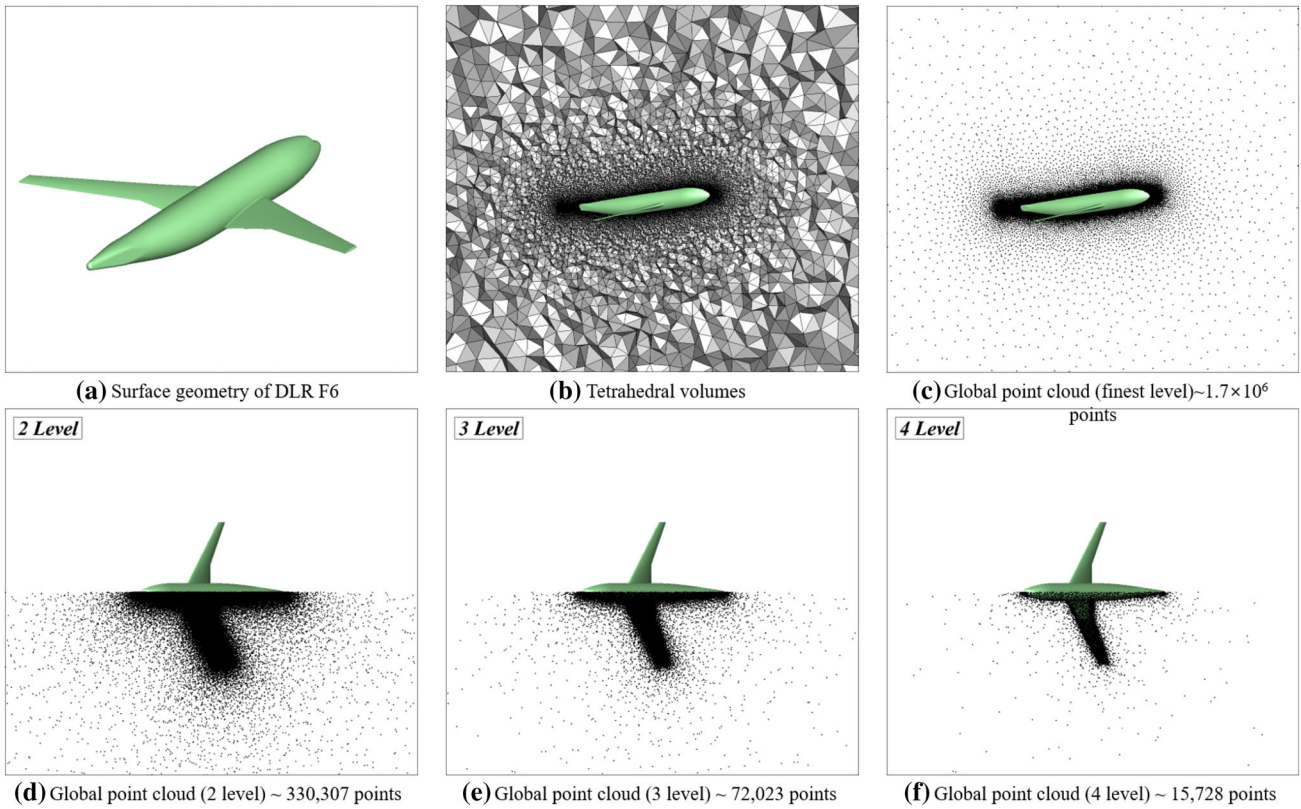 (a) Surface geometry of DLR F6
(b) Tetrahedral volumes
(c) Global point cloud (finest level)~1.7×10⁶
points
2 Level
3 Level
4 Level
(d) Global point cloud (2 level) ~ 330,307 points
(e) Global point cloud (3 level) ~ 72,023 points
(f) Global point cloud (4 level) ~ 15,728 points